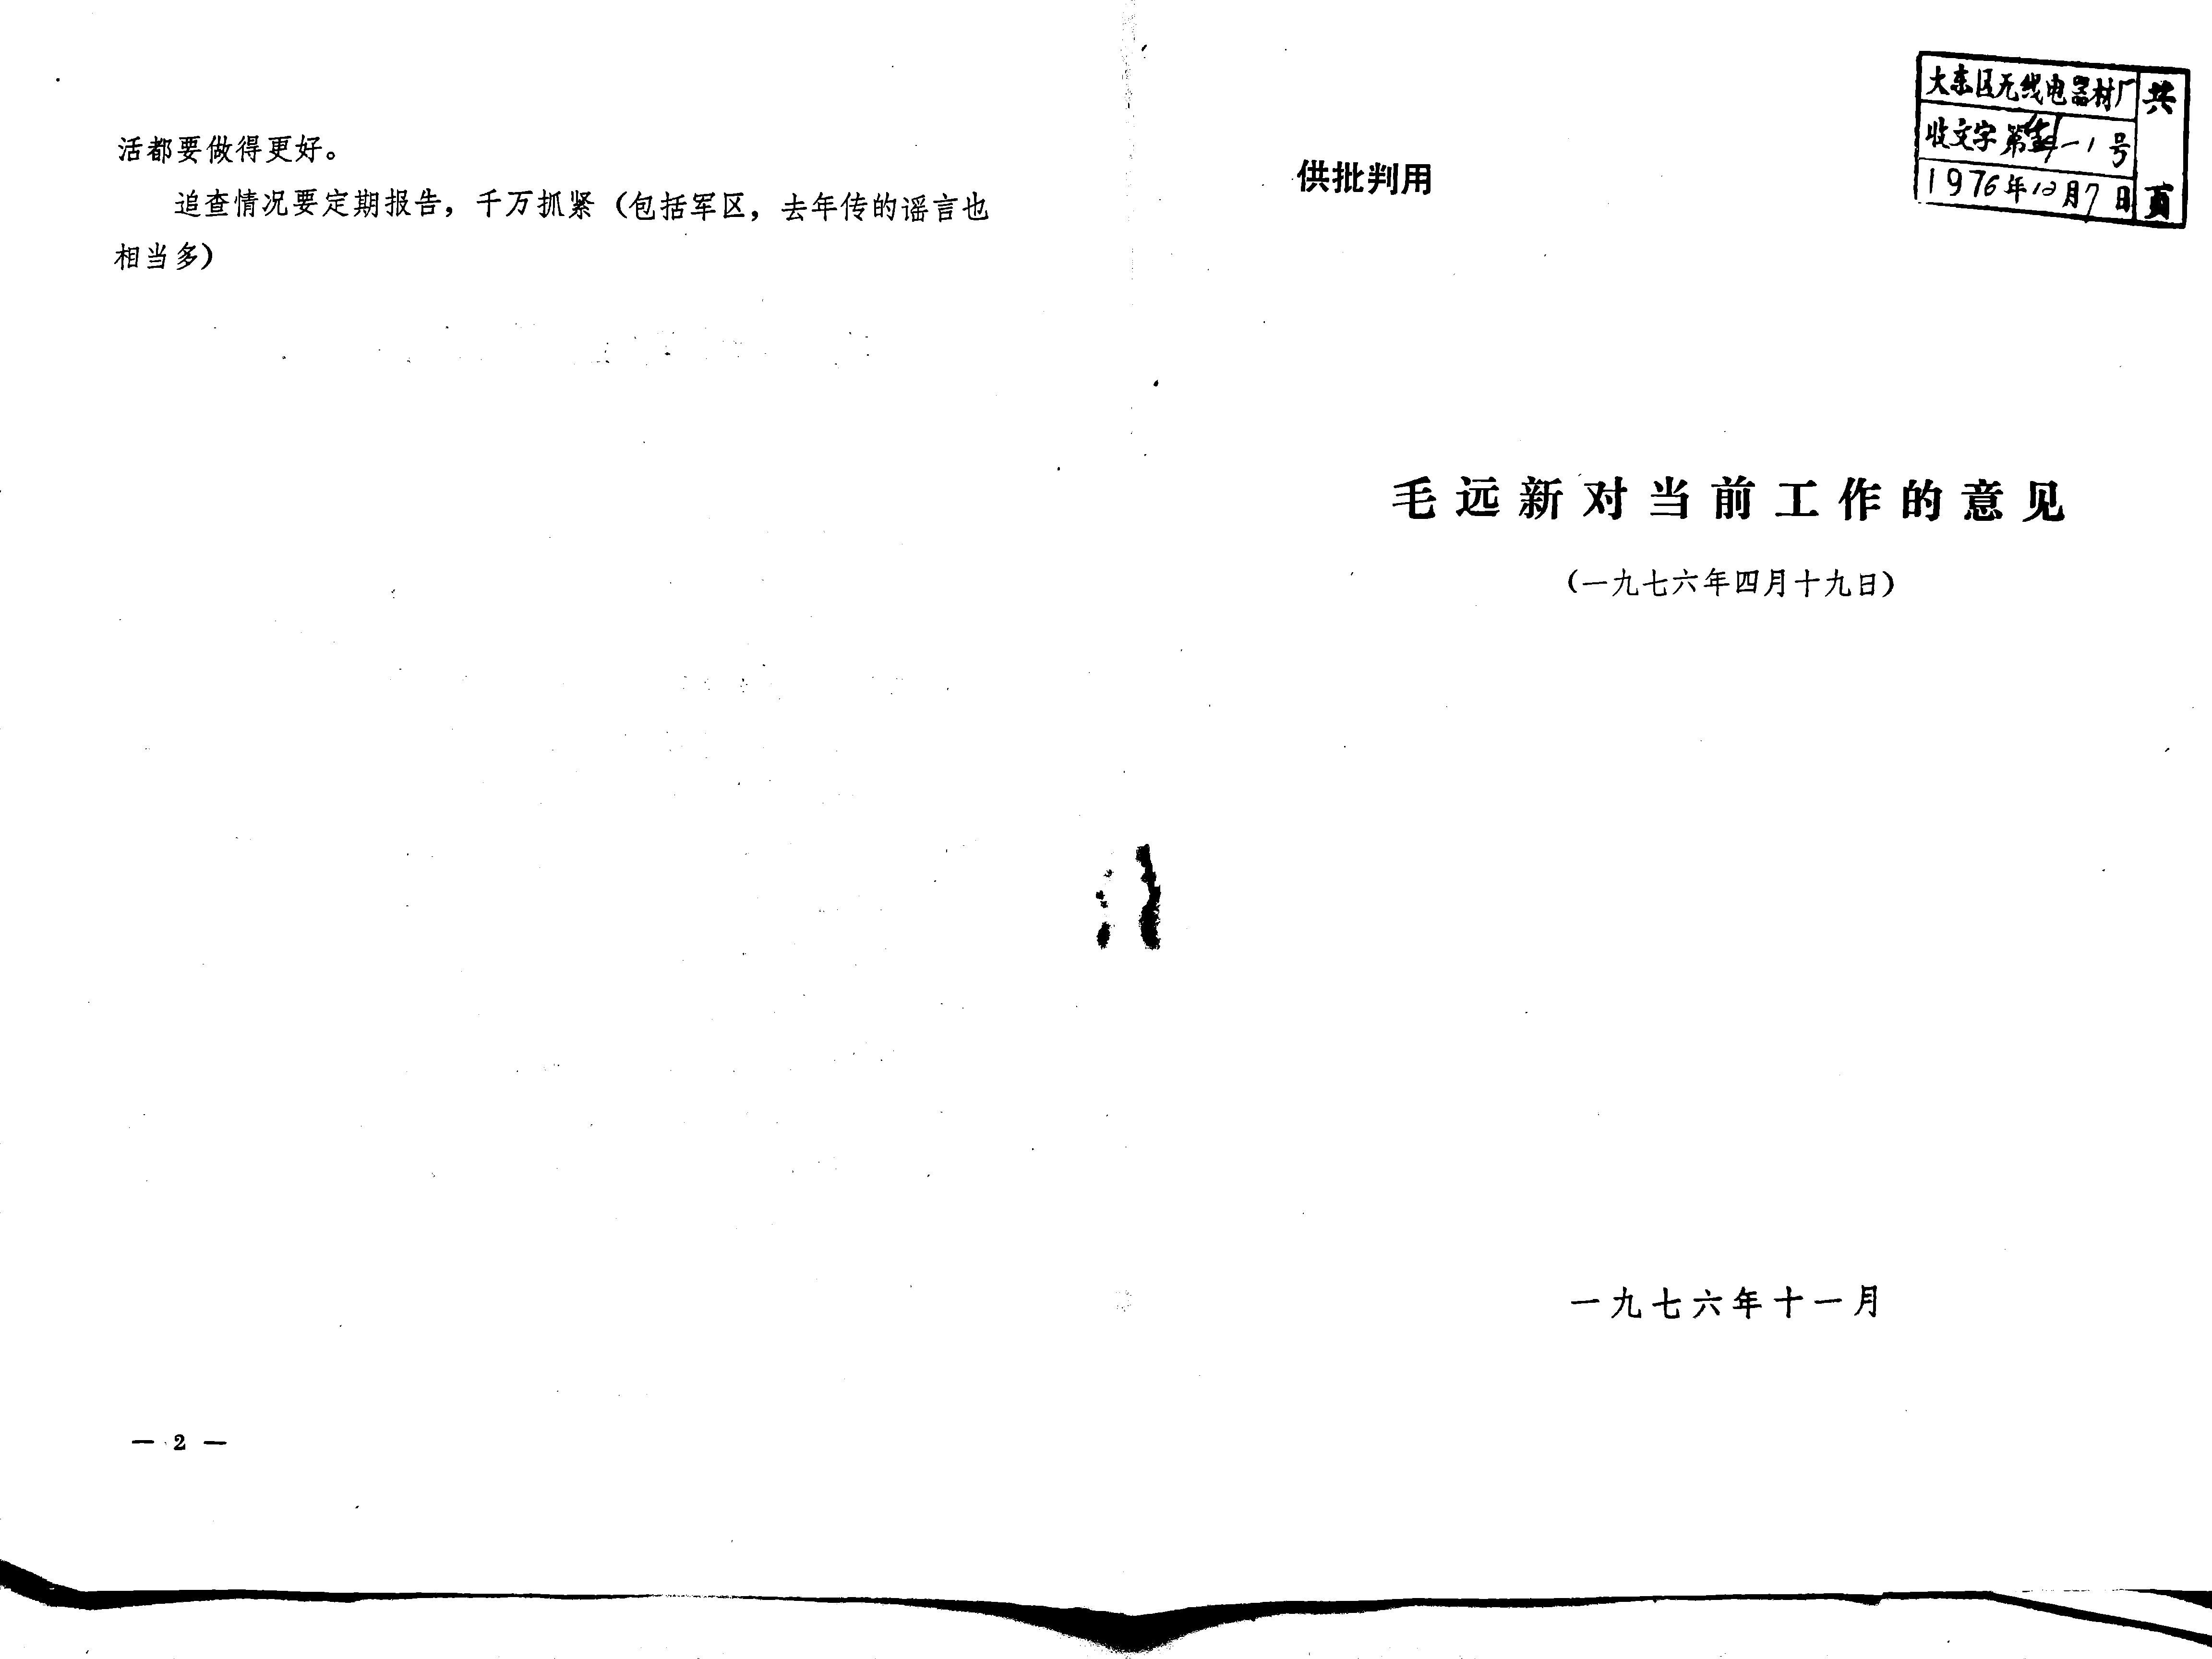 活都要做得更好。
追查情况要定期报告，千万抓紧（包括军区，去年传的谣言也
相当多）
— 2 —
供批判用
大东区无线电器材厂
收文字第 -1号
1976年12月7日
共
页
毛远新对当前工作的意见
（一九七六年四月十九日）
一九七六年十一月